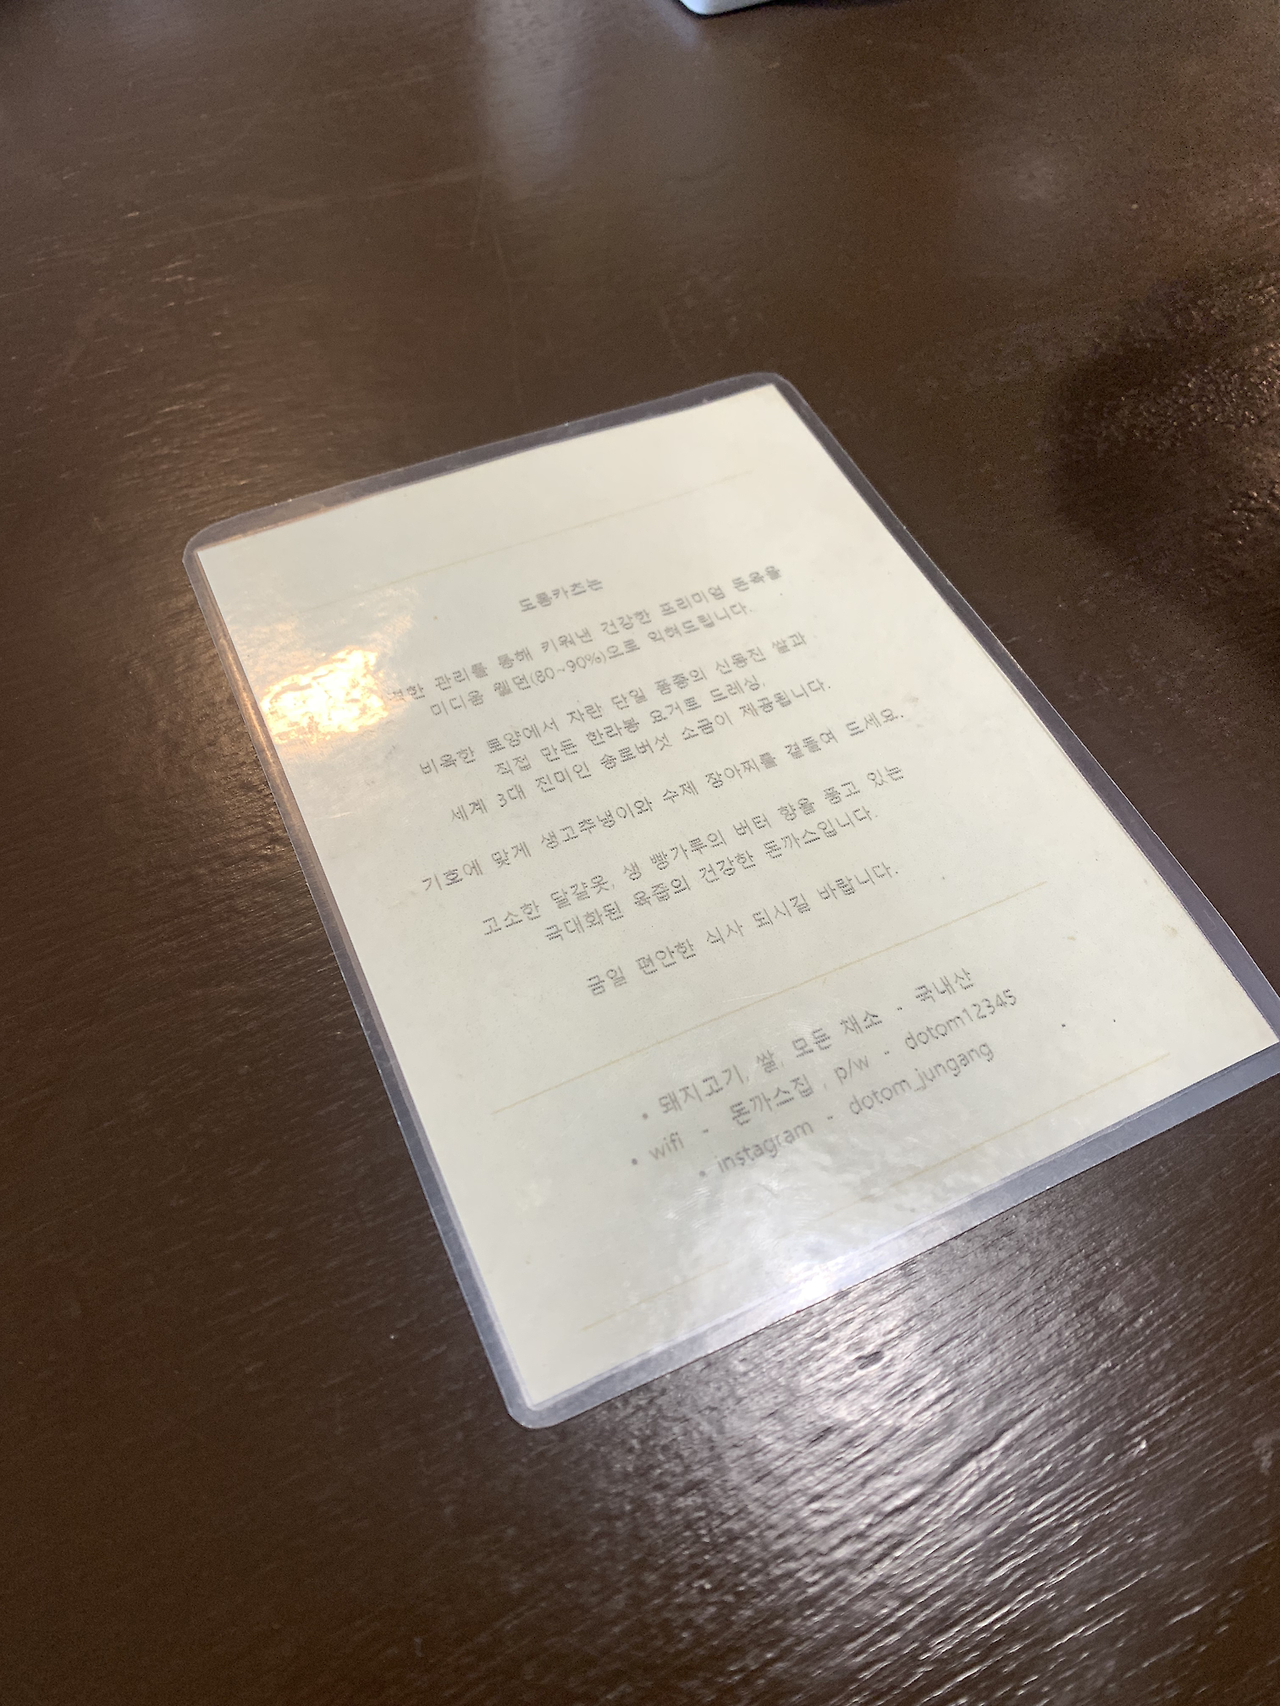 도톰카츠는
한 관리를 통해 키워낸 건강한 프리미엄 돈육을
미디움 웰던(80~90%)으로 익혀드립니다.
비옥한 토양에서 자란 단일 품종의 신동진 쌀과
직접 만든 한라봉 요거트 드레싱,
세계 3대 진미인 송로버섯 소금이 제공됩니다.
기호에 맞게 생고추냉이와 수제 장아찌를 곁들여 드세요.
고소한 달걀옷, 생 빵가루의 버터 향을 품고 있는
극대화된 육즙의 건강한 돈까스입니다.
금일 편안한 식사 되시길 바랍니다.
• 돼지고기, 쌀, 모든 채소 - 국내산
• wifi - 돈까스집 , p/w - dotom12345
• instagram - dotom_jungang